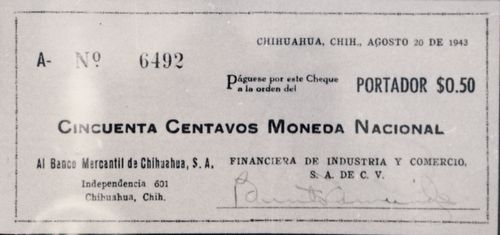 CHIHUAHUA, CHIH., AGOSTO 20 DE 1943
A- Nº 6492
Páguese por este Cheque
a la orden del
PORTADOR $0.50
CINCUENTA CENTAVOS MONEDA NACIONAL
Al Banco Mercantil de Chihuahua, S. A.
Independencia 601
Chihuahua, Chih.
FINANCIERA DE INDUSTRIA Y COMERCIO,
S. A. DE C. V.